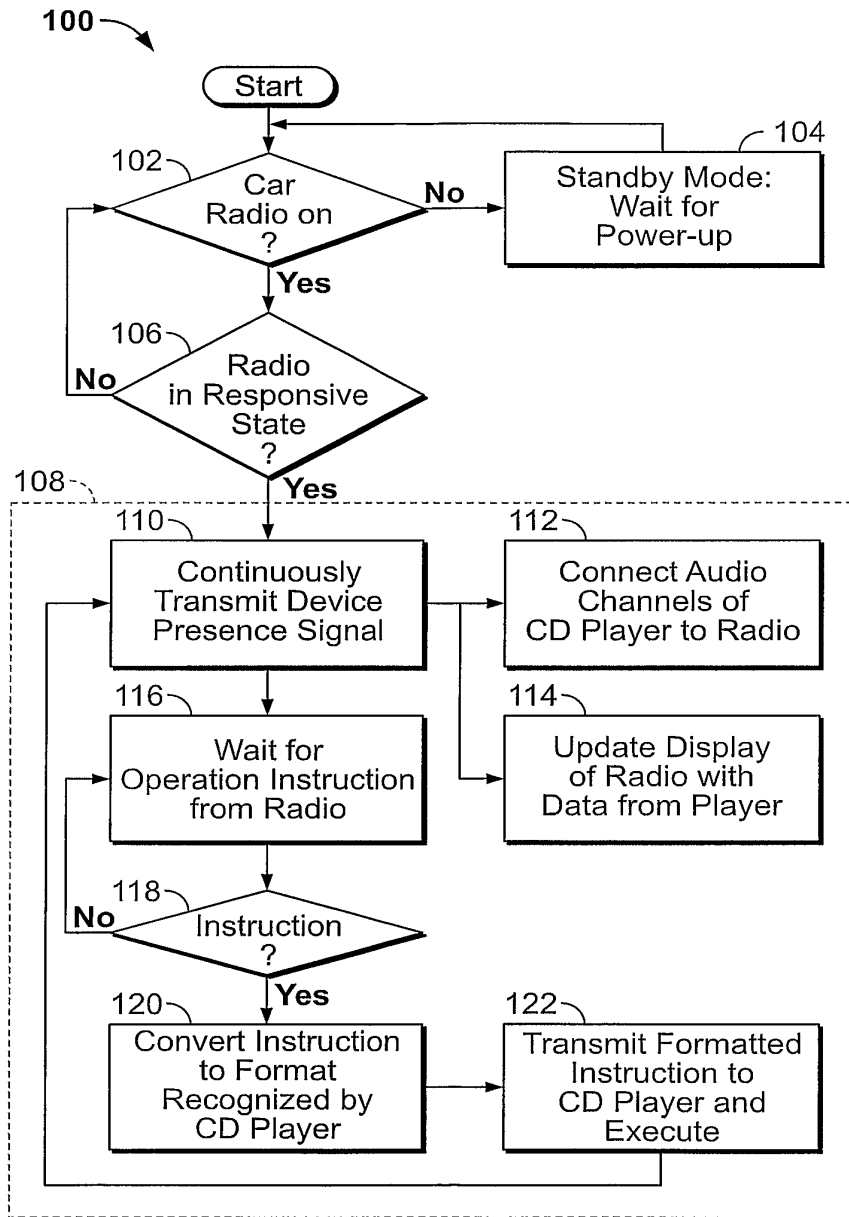 100
Start
102
Car
Radio on
?
No
104
Standby Mode:
Wait for
Power-up
Yes
106
Radio
in Responsive
State
?
No
Yes
108
110
Continuously
Transmit Device
Presence Signal
112
Connect Audio
Channels of
CD Player to Radio
114
Update Display
of Radio with
Data from Player
116
Wait for
Operation Instruction
from Radio
118
Instruction
?
No
Yes
120
Convert Instruction
to Format
Recognized by
CD Player
122
Transmit Formatted
Instruction to
CD Player and
Execute